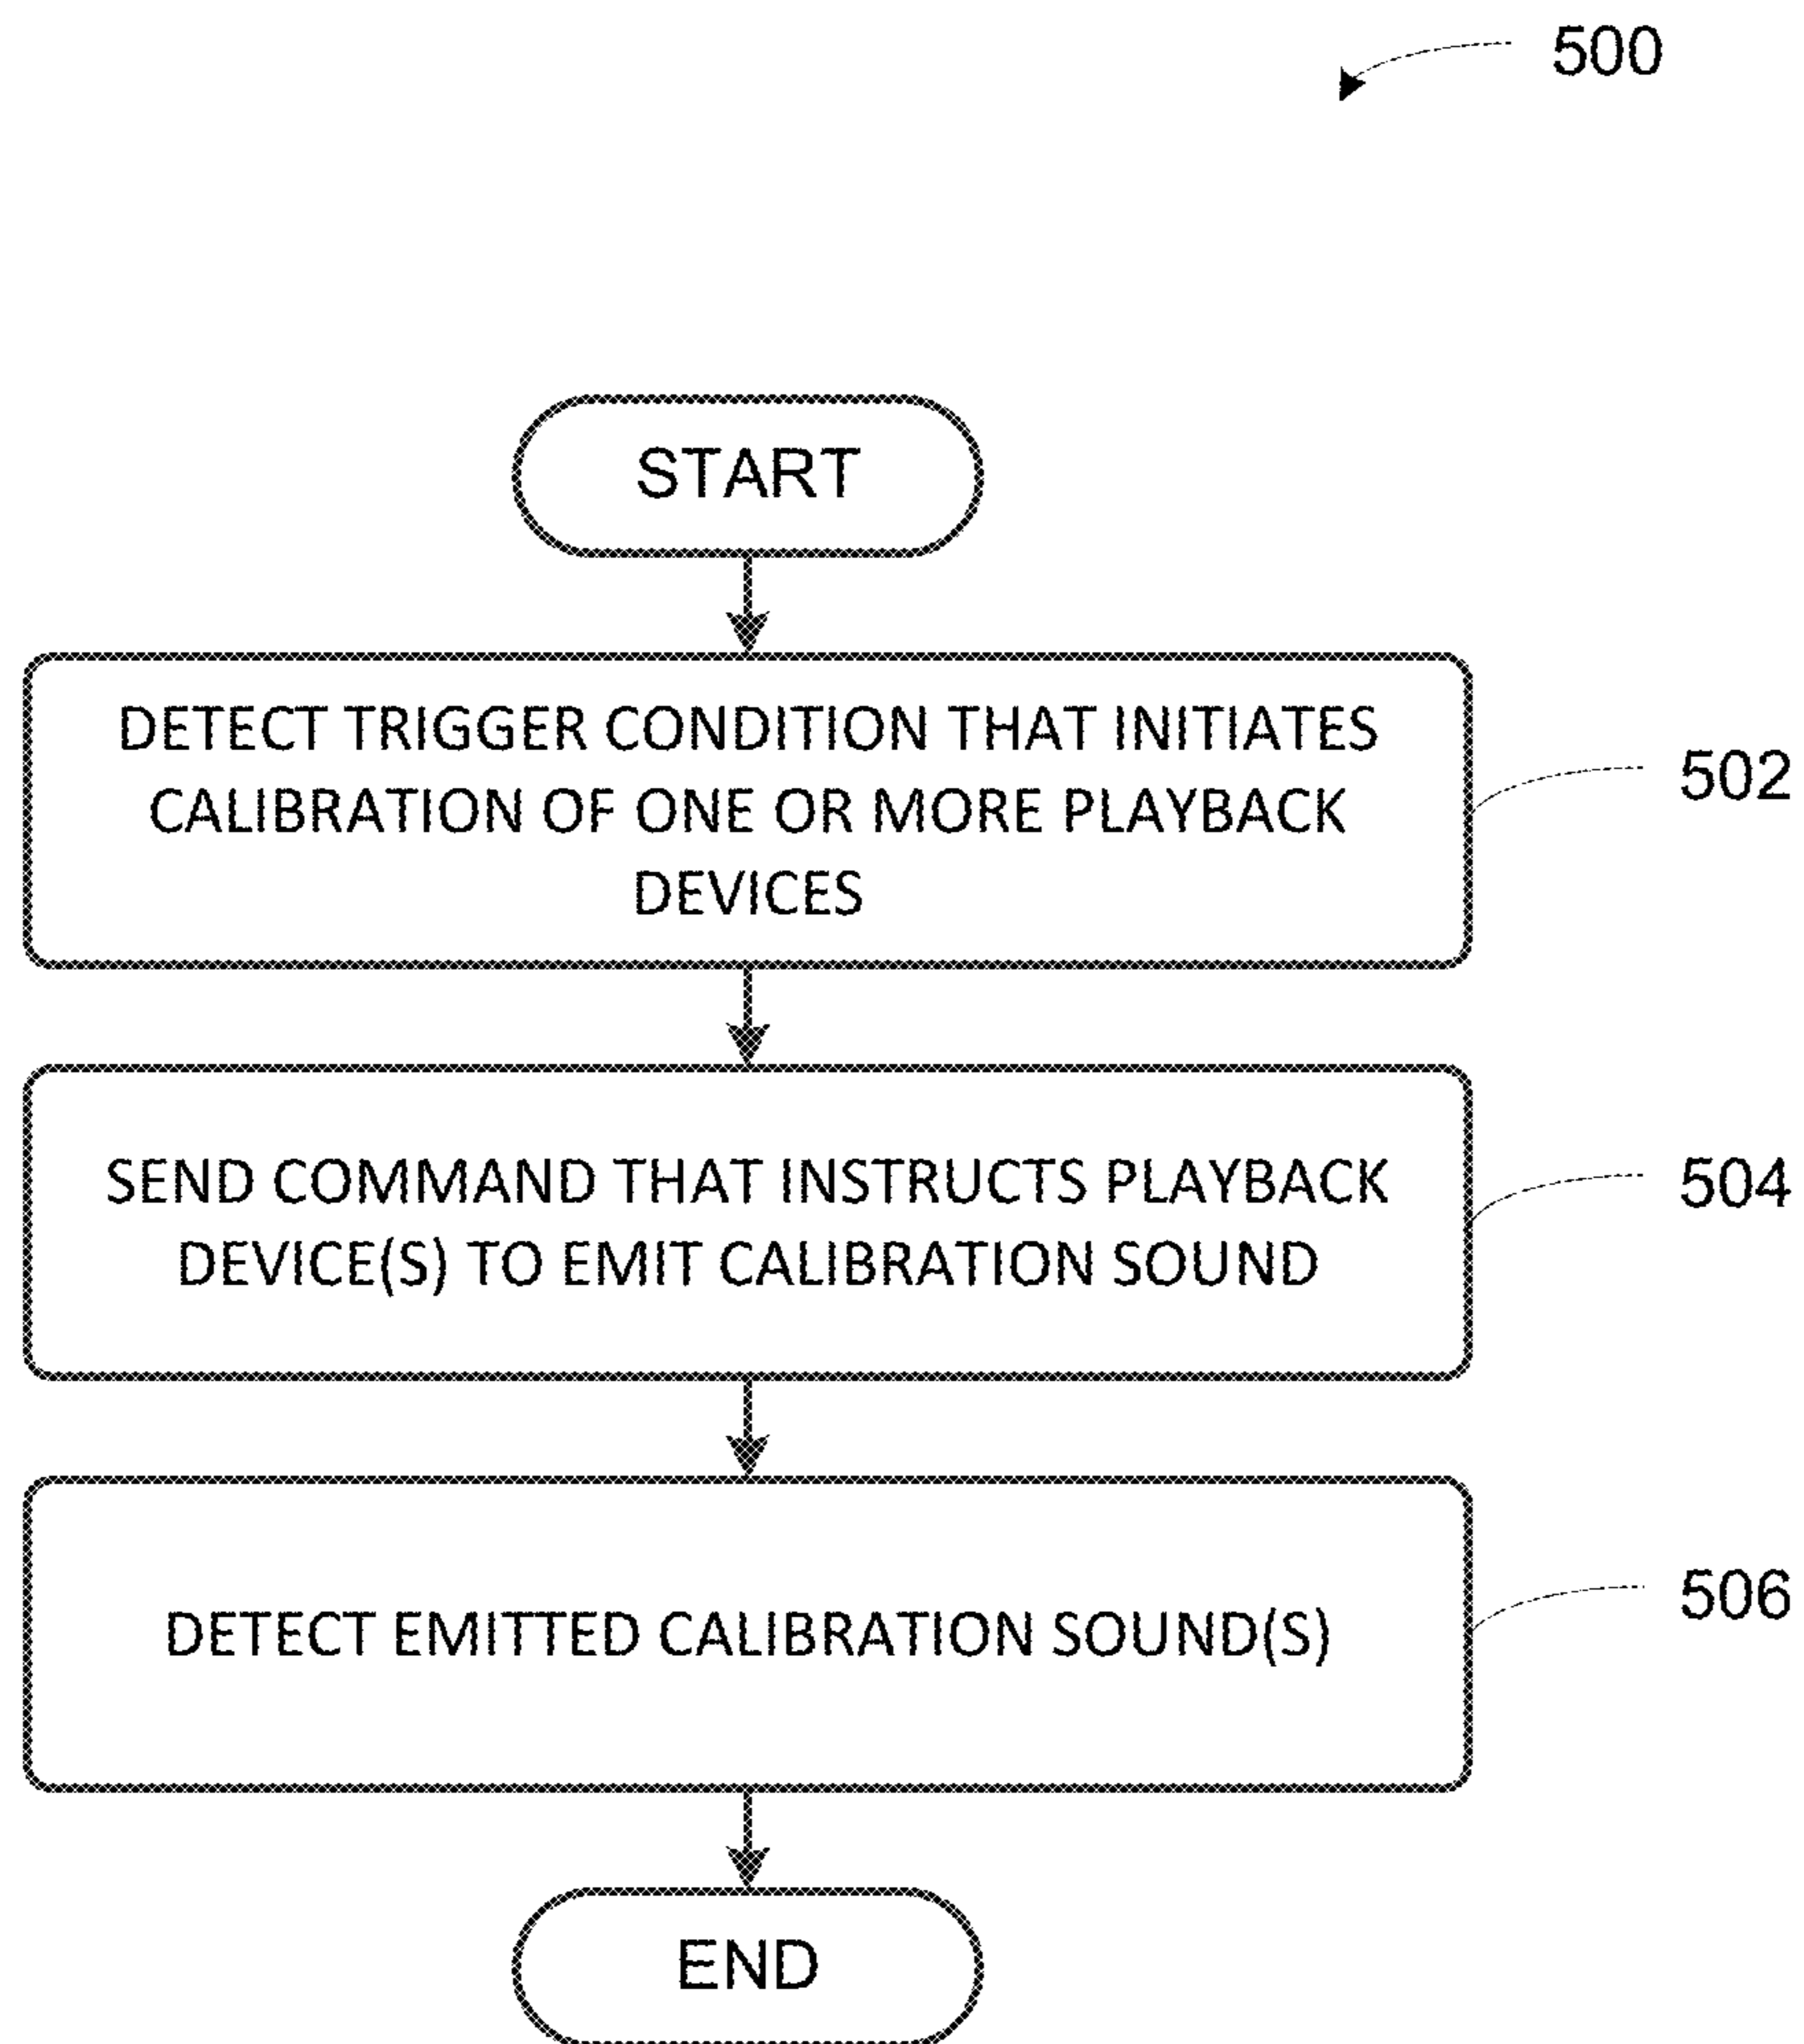 500
START
DETECT TRIGGER CONDITION THAT INITIATES
CALIBRATION OF ONE OR MORE PLAYBACK
DEVICES
502
SEND COMMAND THAT INSTRUCTS PLAYBACK
DEVICE(S) TO EMIT CALIBRATION SOUND
504
DETECT EMITTED CALIBRATION SOUND(S)
506
END